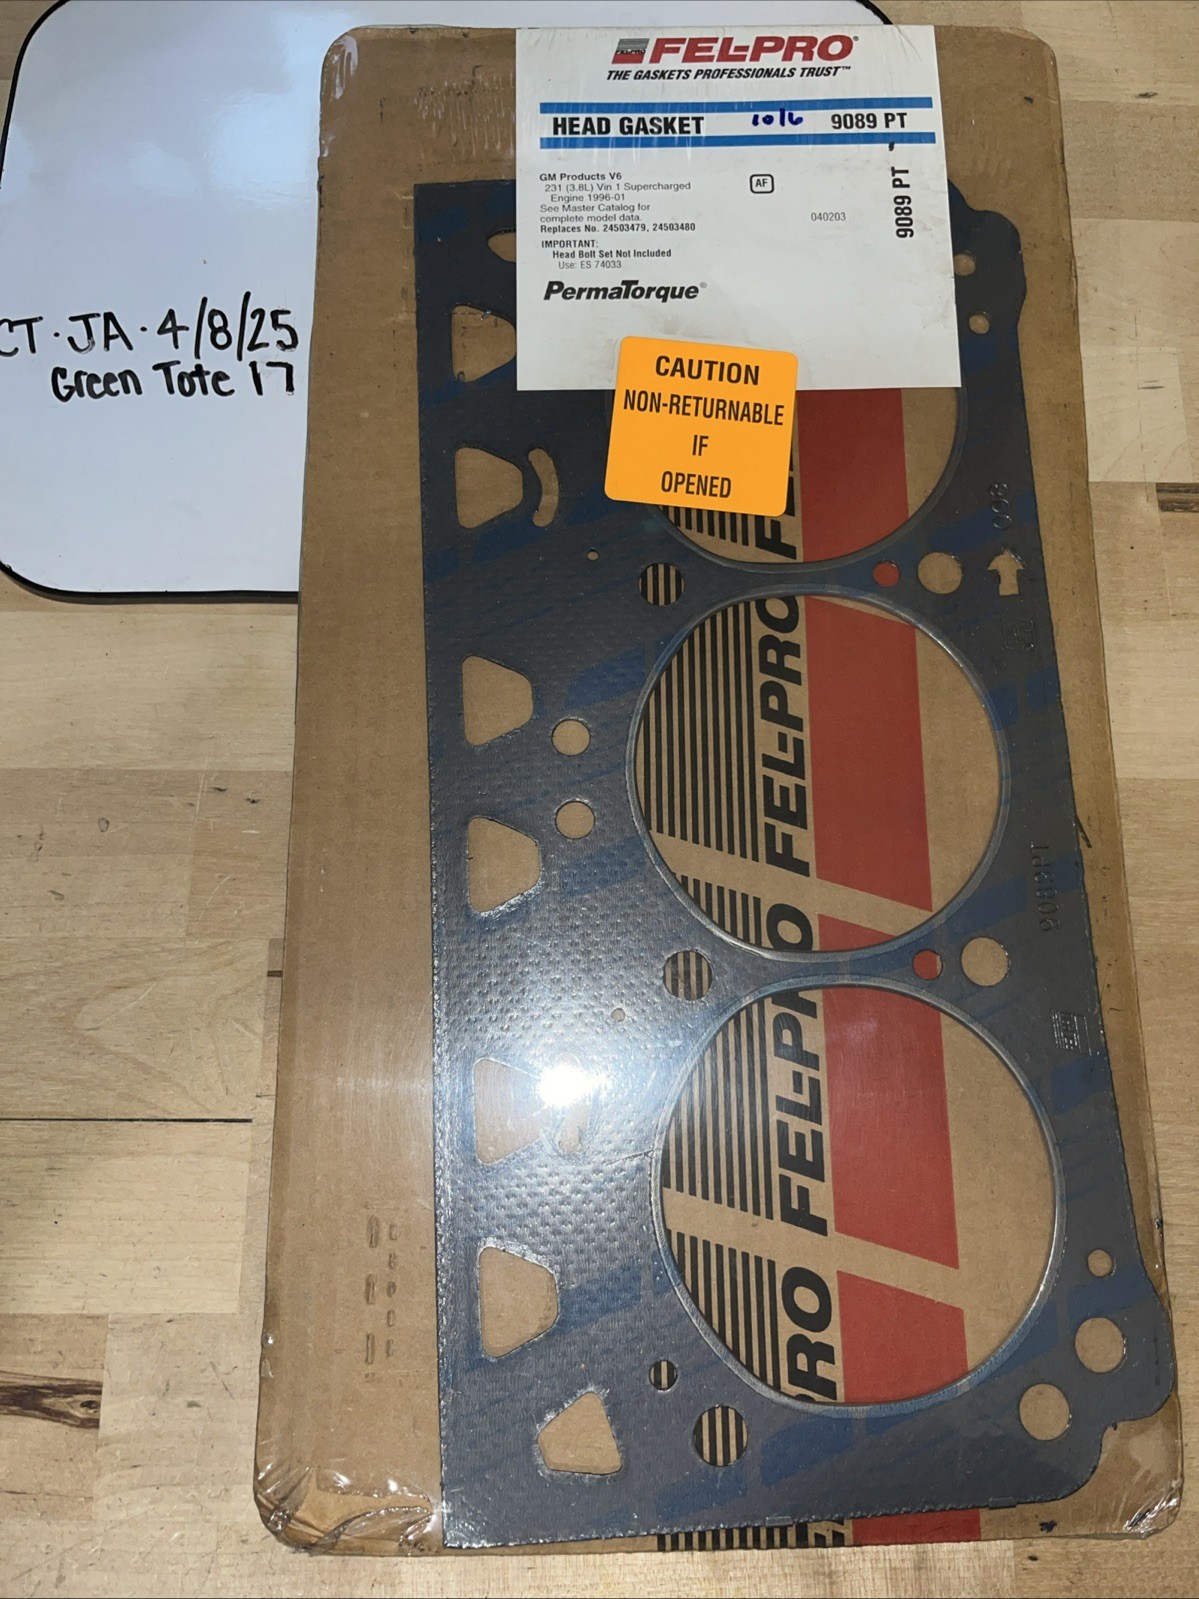 FEL-PRO®
THE GASKETS PROFESSIONALS TRUST™
HEAD GASKET 10/6 9089 PT
GM Products V6
231 (3.8L) Vin 1 Supercharged
Engine 1996-01
See Master Catalog for
complete model data.
Replaces No. 24503479, 24503480
IMPORTANT:
Head Bolt Set Not Included
Use: ES 74033
AF
040203
9089 PT -
PermaTorque®
CAUTION
NON-RETURNABLE
IF
OPENED
CT·JA·4/8/25
Green Tote 17
FEL-PRO
FEL-PRO
9089PT